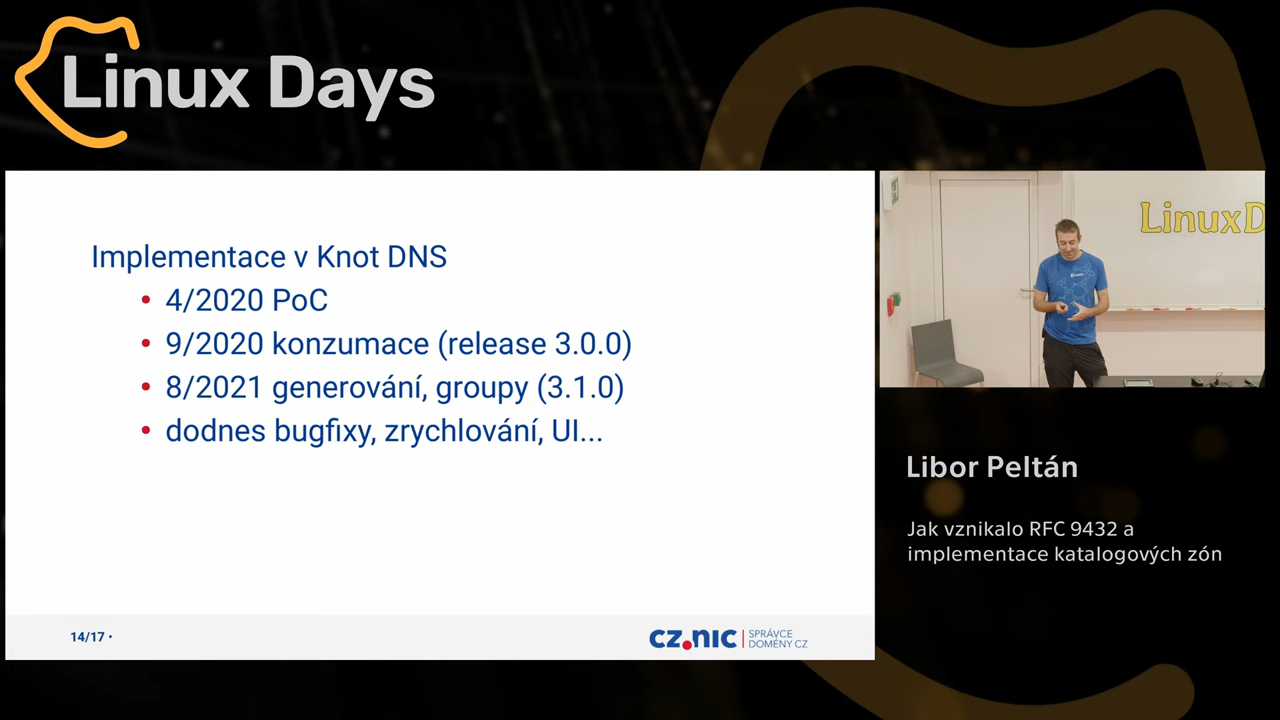 Linux Days
Implementace v Knot DNS
• 4/2020 PoC
• 9/2020 konzumace (release 3.0.0)
• 8/2021 generování, groupy (3.1.0)
• dodnes bugfixy, zrychlování, UI...
14/17 •
CZ.NIC | SPRÁVCE
DOMÉNY CZ
LinuxD
Libor Peltán
Jak vznikalo RFC 9432 a
implementace katalogových zón